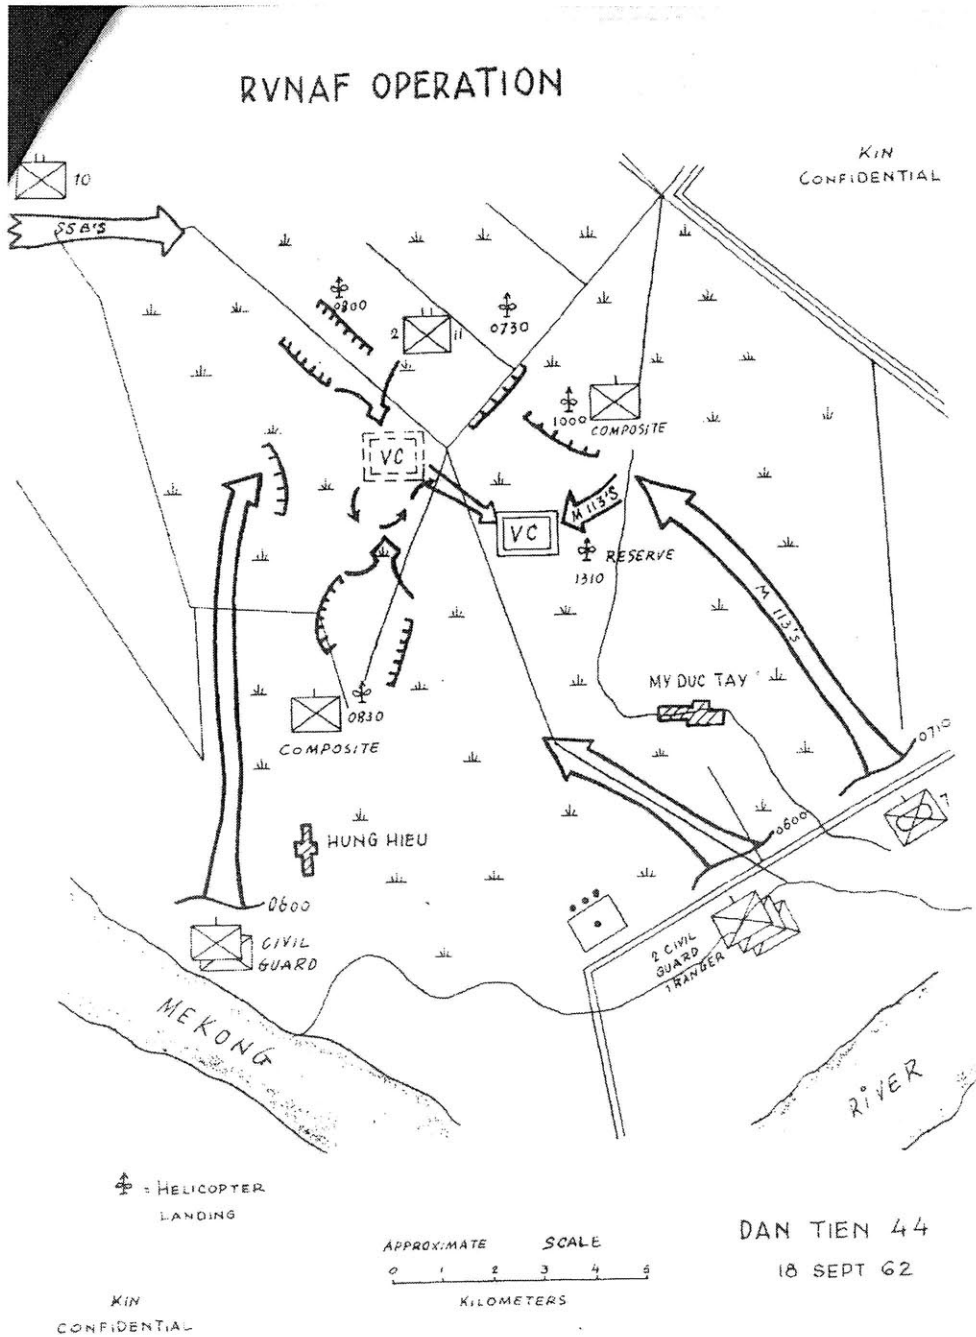 RVNAF OPERATION
KIN
CONFIDENTIAL
10
SSB'S
0800
2
11
0730
1000
COMPOSITE
VC
M 113'S
VC
RESERVE
1310
M 113'S
MY DUC TAY
0830
COMPOSITE
0710
7
0600
HUNG HIEU
0600
CIVIL
GUARD
2 CIVIL
GUARD
1 RANGER
MEKONG
RIVER
= HELICOPTER
LANDING
DAN TIEN 44
18 SEPT 62
APPROXIMATE SCALE
0 1 2 3 4 5
KILOMETERS
KIN
CONFIDENTIAL